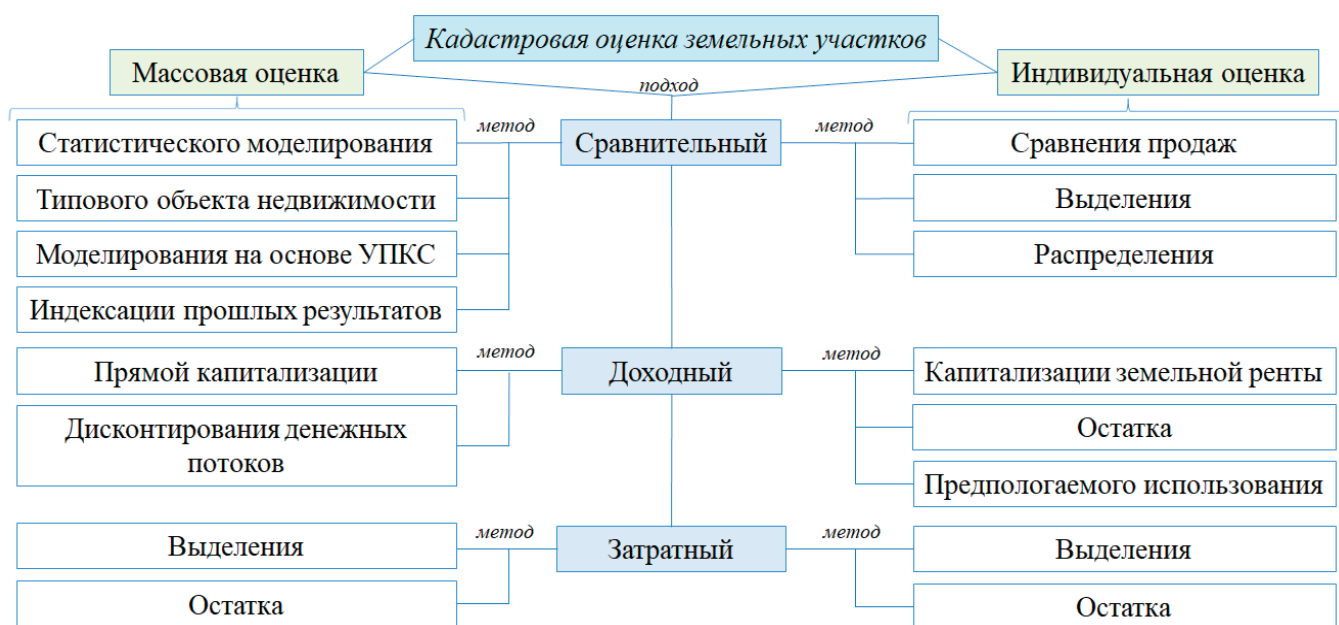 Кадастровая оценка земельных участков
Массовая оценка
подход
Индивидуальная оценка
Статистического моделирования
метод
Сравнительный
метод
Сравнения продаж
Типового объекта недвижимости
Выделения
Моделирования на основе УПКС
Распределения
Индексации прошлых результатов
Прямой капитализации
метод
Доходный
метод
Капитализации земельной ренты
Дисконтирования денежных
потоков
Остатка
Предпологаемого использования
Выделения
метод
Затратный
метод
Выделения
Остатка
Остатка